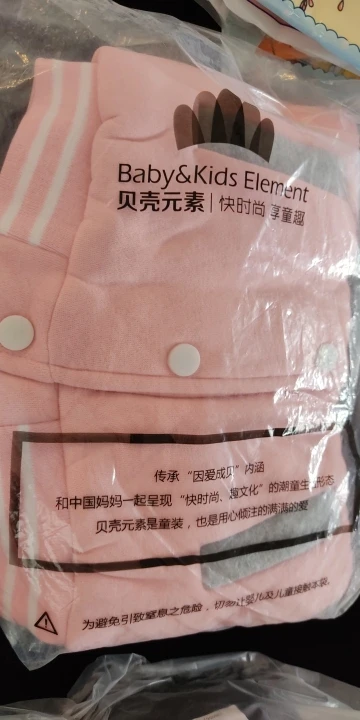 Baby&Kids Element
贝壳元素 | 快时尚 享童趣
传承 “因爱成贝” 内涵
和中国妈妈一起呈现 “快时尚、趣文化” 的潮童生活形态
贝壳元素是童装，也是用心倾注的满满的爱
为避免引致窒息之危险，切勿让婴儿及儿童接触本袋。